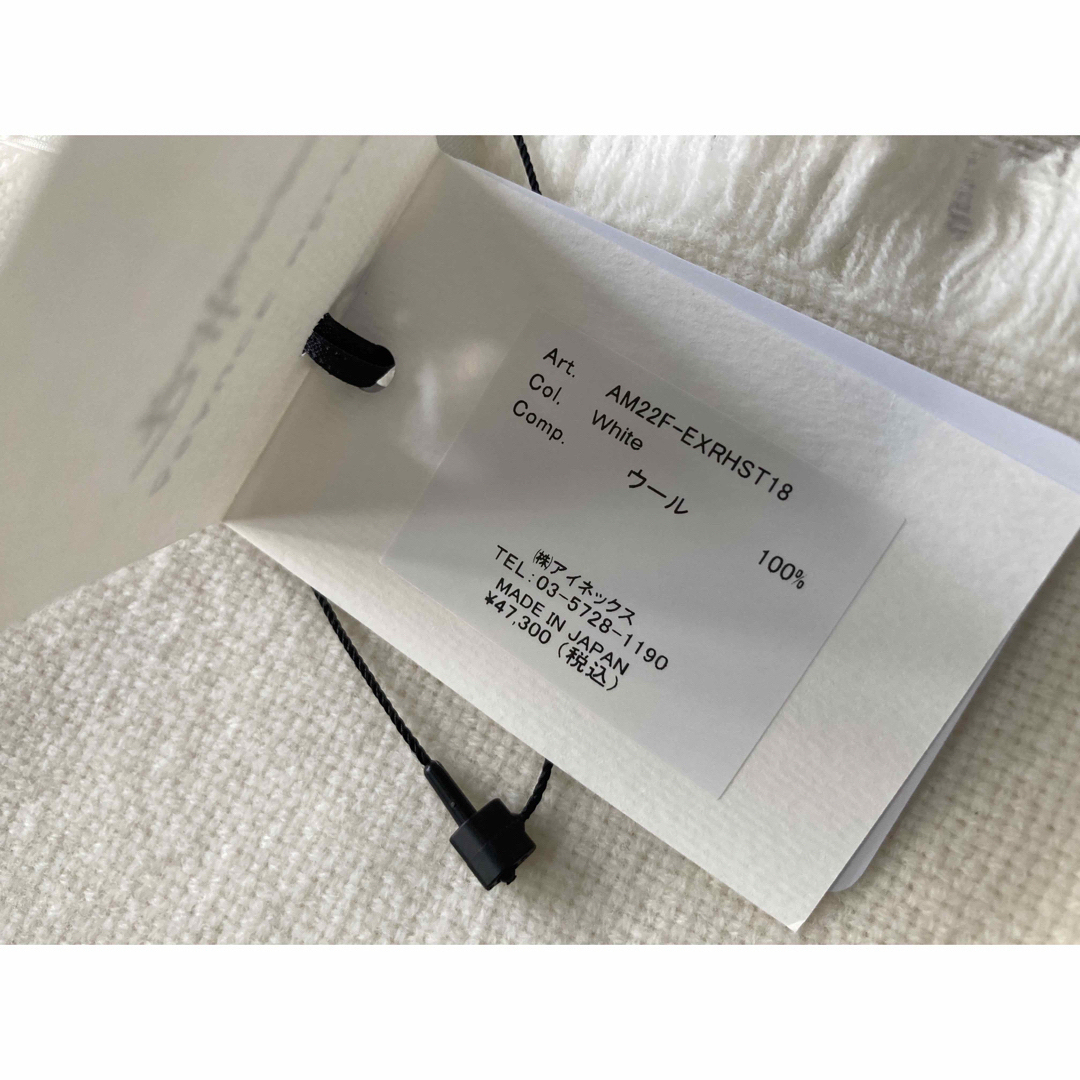 Art. AM22F-EXRHST18
Col. White
Comp.
ウール 100%
㈱アイネックス
TEL:03-5728-1190
MADE IN JAPAN
¥47,300(税込)